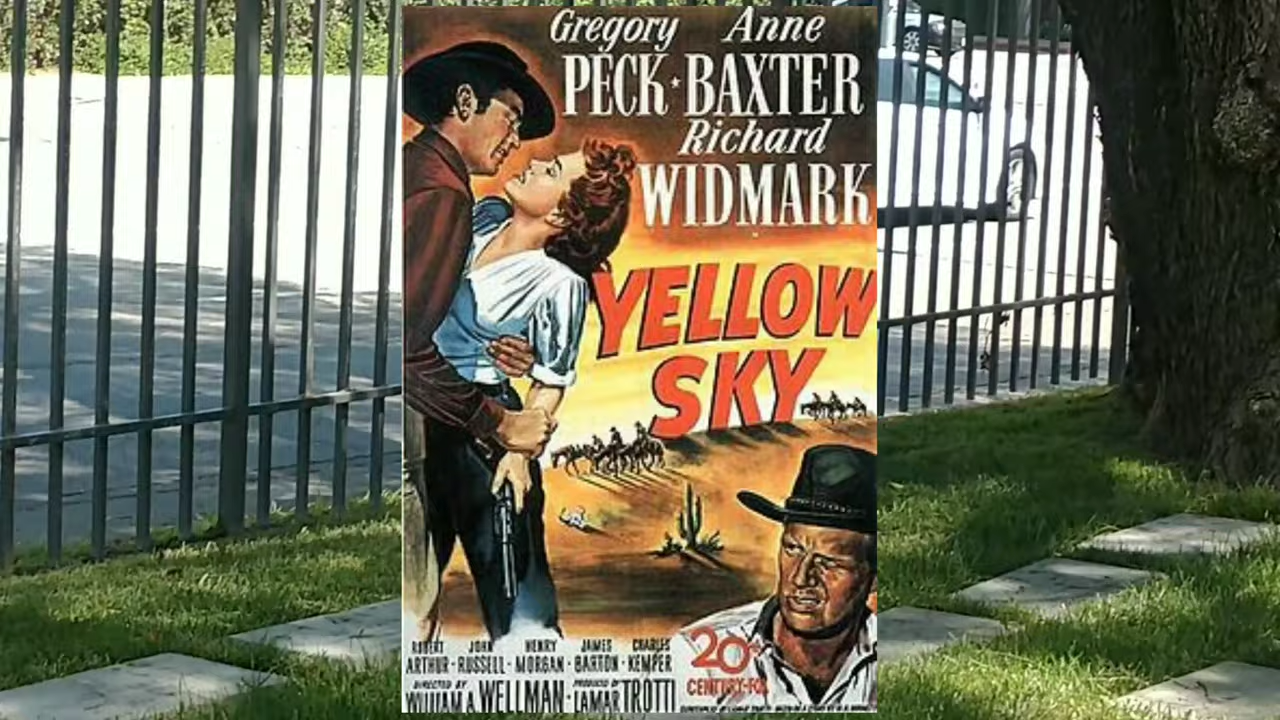 Gregory Anne
PECK · BAXTER
Richard
WIDMARK
YELLOW
SKY
ROBERT JOHN HENRY JAMES CHARLES
ARTHUR · RUSSELL · MORGAN · BARTON · KEMPER
DIRECTED BY PRODUCED BY
WILLIAM A. WELLMAN · LAMAR TROTTI
20th
CENTURY-FOX